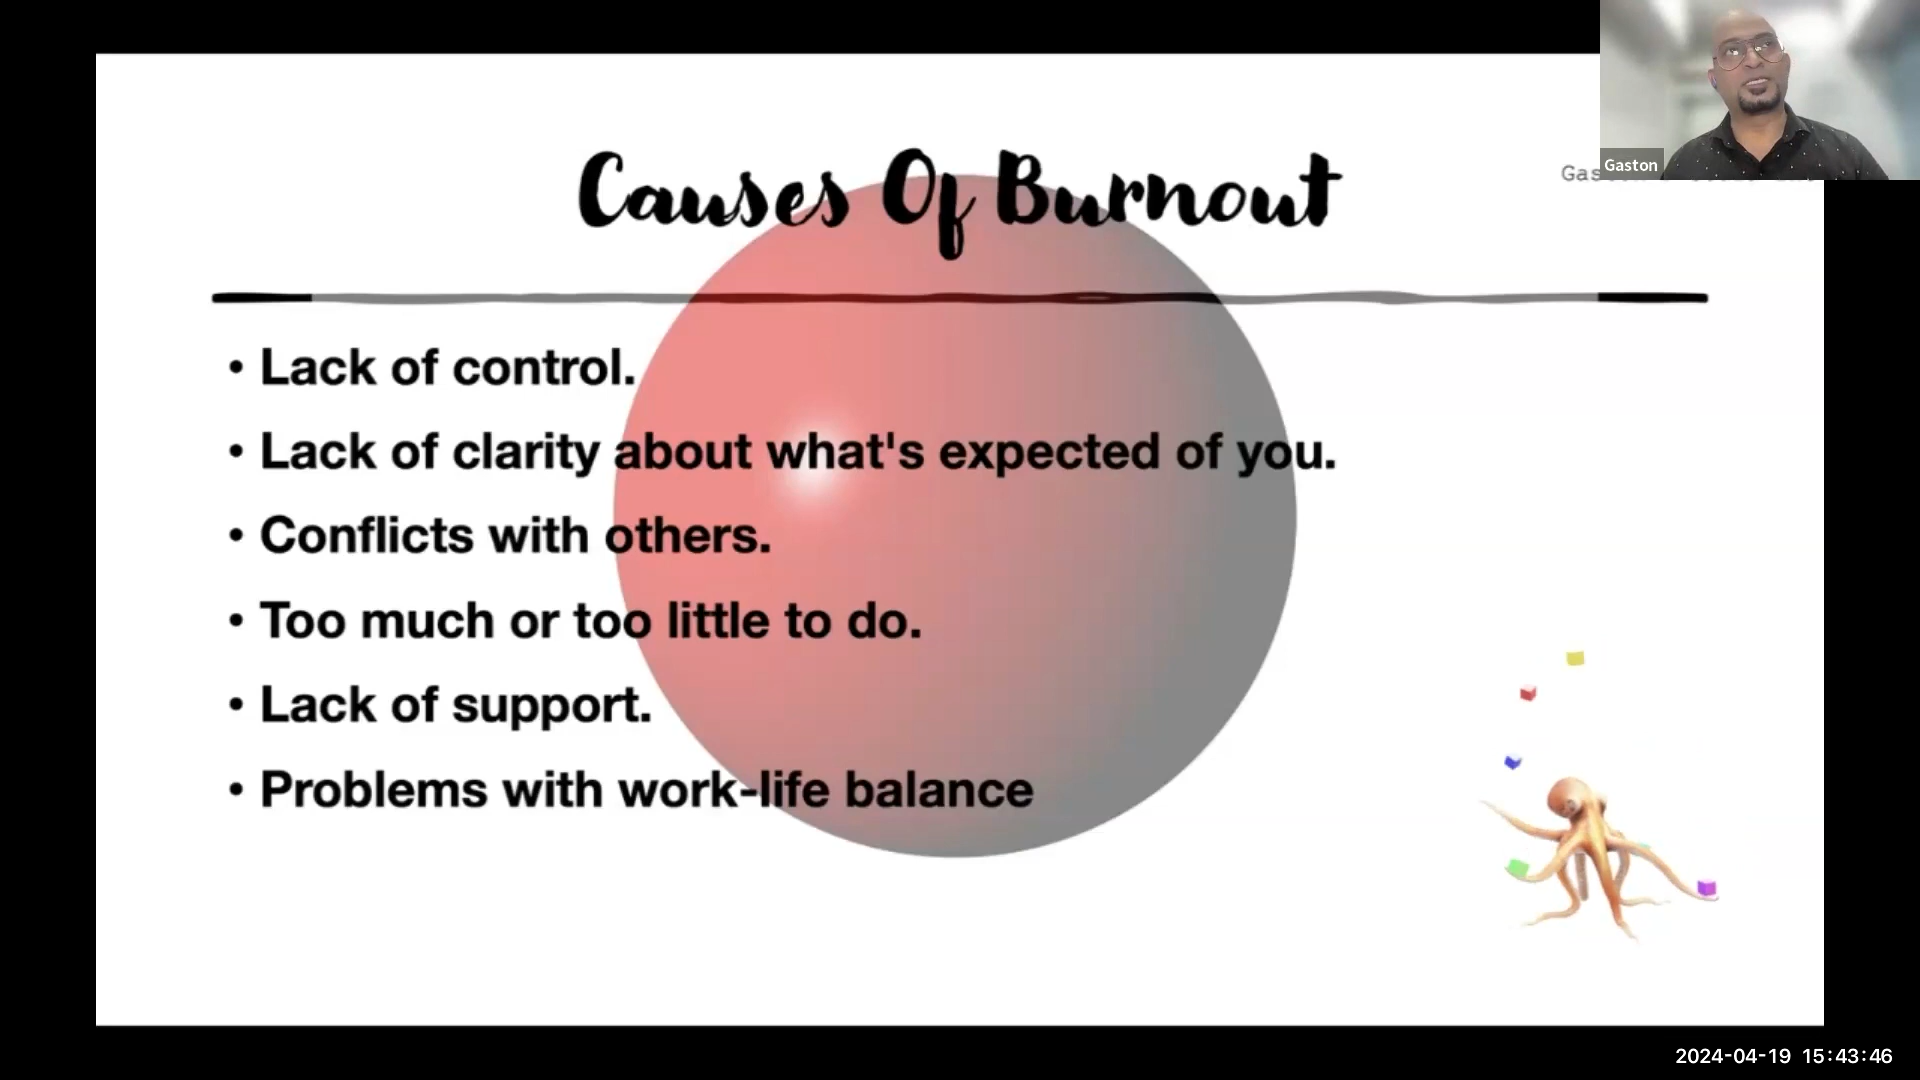 Causes Of Burnout
Gaston
• Lack of control.
• Lack of clarity about what's expected of you.
• Conflicts with others.
• Too much or too little to do.
• Lack of support.
• Problems with work-life balance
2024-04-19 15:43:46